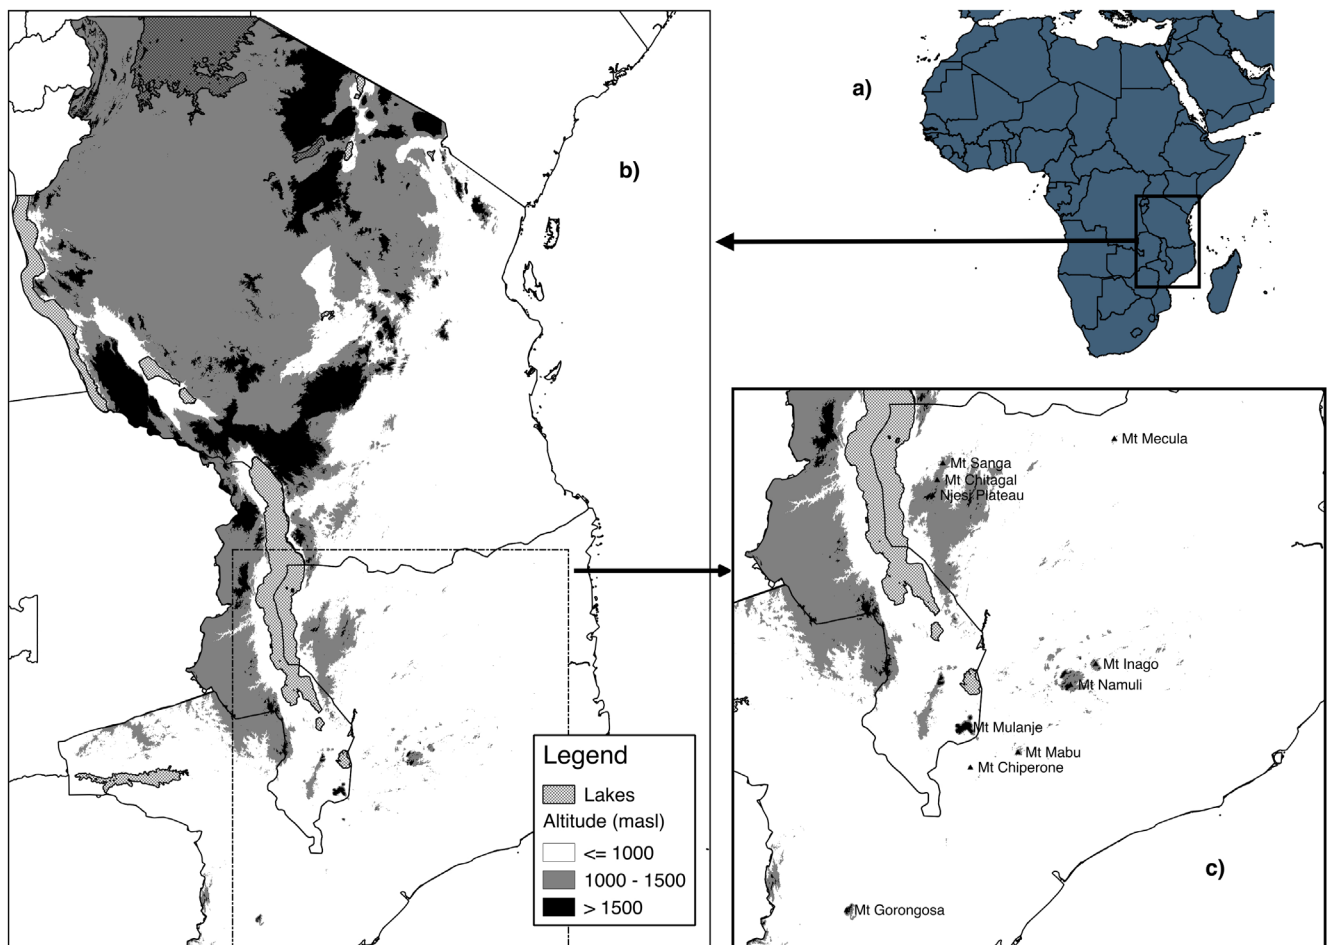 a)
b)
Mt Mecula
Mt Sanga
Mt Chitagal
Njesi Plateau
Mt Inago
Mt Namuli
Mt Mulanje
Mt Mabu
Mt Chiperone
Mt Gorongosa
c)
Legend
Lakes
Altitude (masl)
<= 1000
1000 - 1500
> 1500